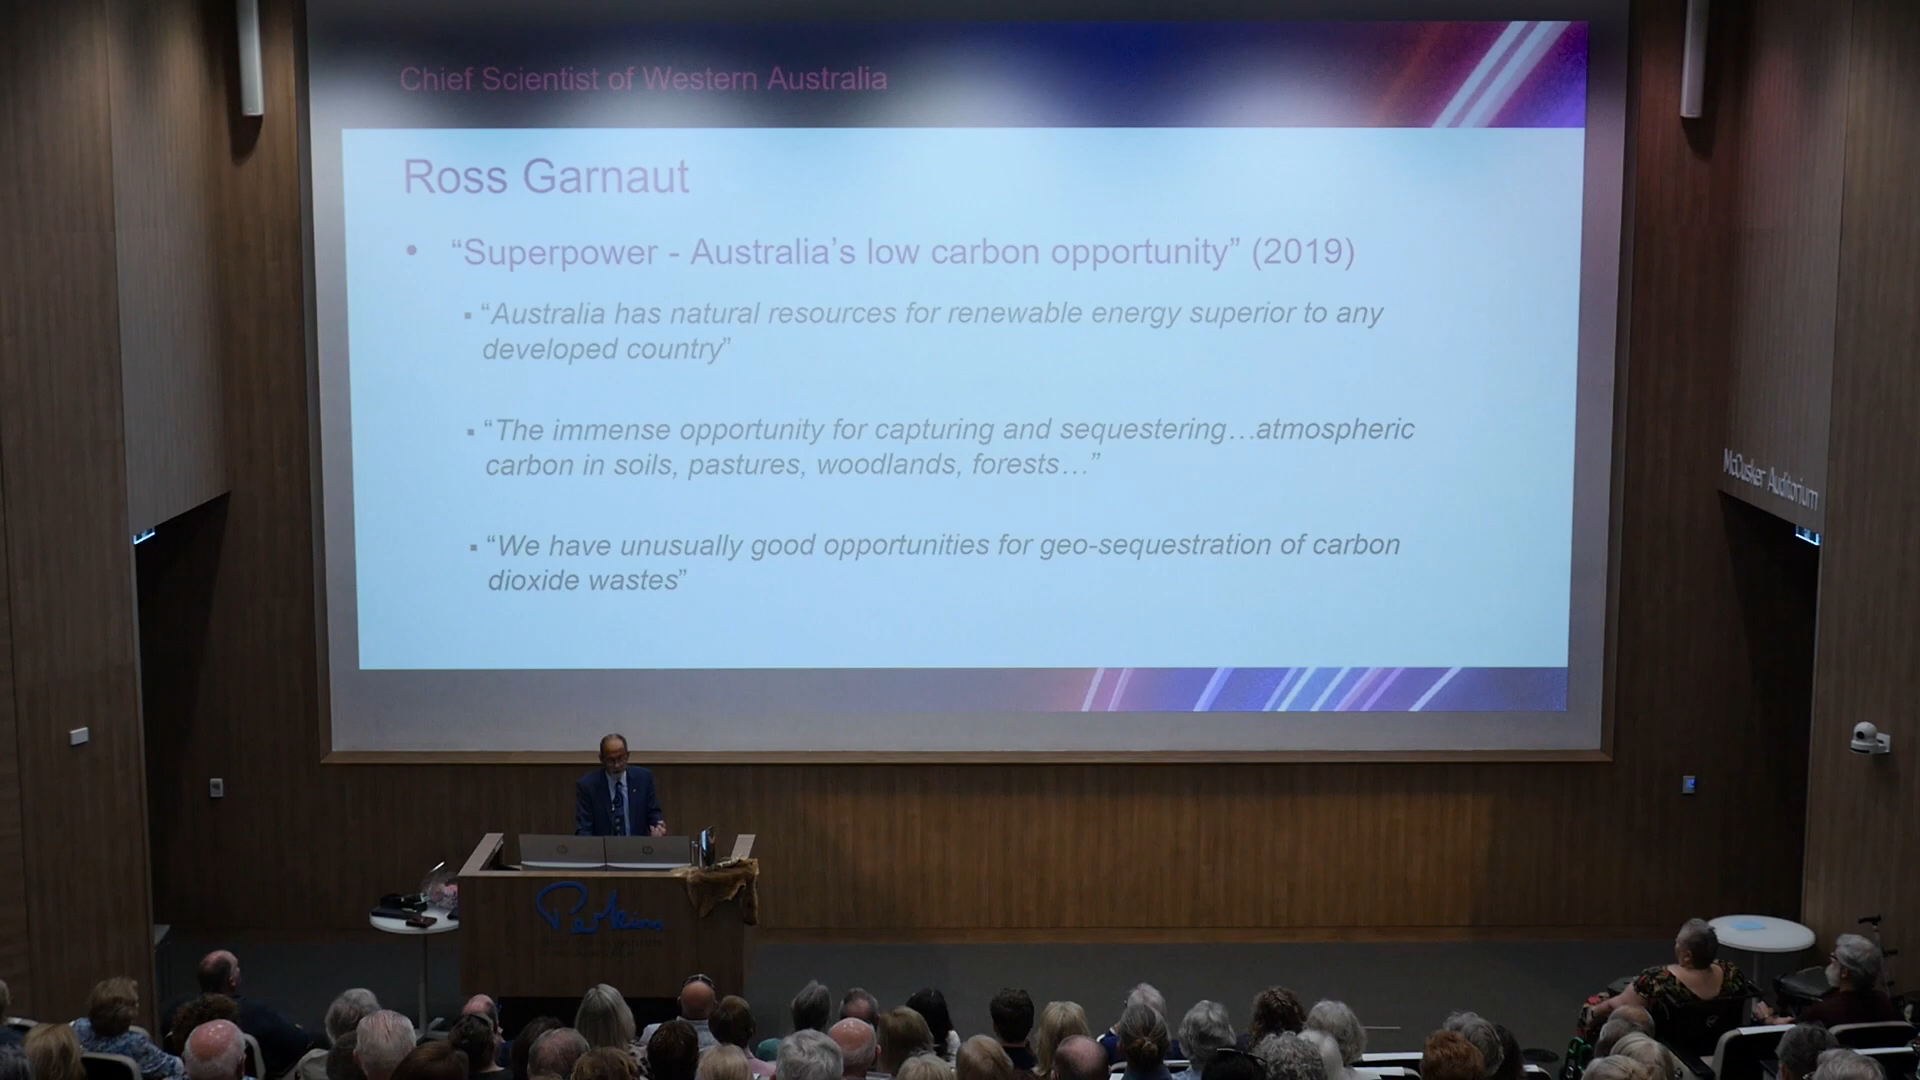 Chief Scientist of Western Australia
Ross Garnaut
• “Superpower - Australia’s low carbon opportunity” (2019)
▪ “Australia has natural resources for renewable energy superior to any
developed country”
▪ “The immense opportunity for capturing and sequestering…atmospheric
carbon in soils, pastures, woodlands, forests…”
▪ “We have unusually good opportunities for geo-sequestration of carbon
dioxide wastes”
McCusker Auditorium
Perkins